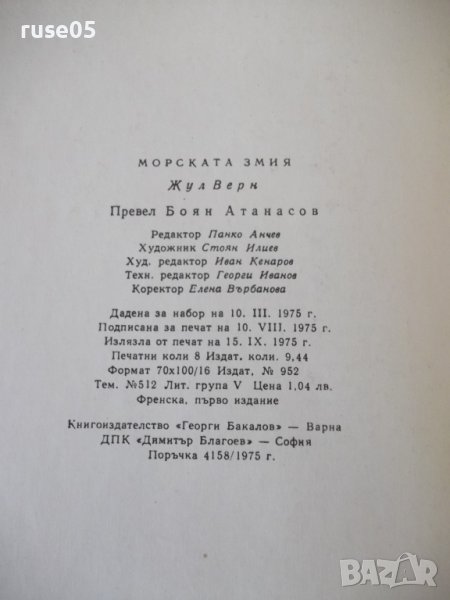 ruse05
МОРСКАТА ЗМИЯ
Жул Верн
Превел Боян Атанасов
Редактор Панко Анчев
Художник Стоян Илиев
Худ. редактор Иван Кенаров
Техн. редактор Георги Иванов
Коректор Елена Върбанова
Дадена за набор на 10. III. 1975 г.
Подписана за печат на 10. VIII. 1975 г.
Излязла от печат на 15. IX. 1975 г.
Печатни коли 8 Издат. коли. 9,44
Формат 70x100/16 Издат, № 952
Тем. №512 Лит. група V Цена 1,04 лв.
Френска, първо издание
Книгоиздателство «Георги Бакалов» — Варна
ДПК «Димитър Благоев» — София
Поръчка 4158/1975 г.
BAZAR
bg